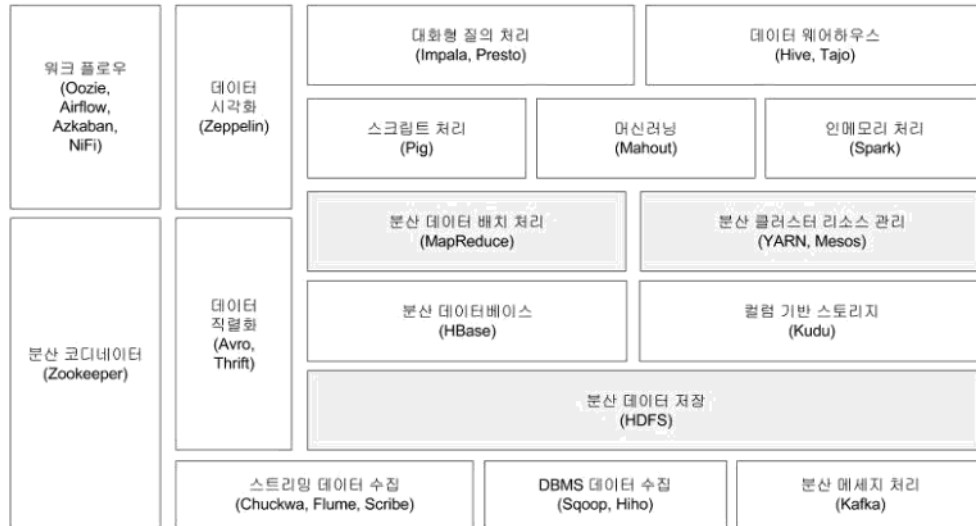 워크 플로우
(Oozie,
Airflow,
Azkaban,
NiFi)
데이터
시각화
(Zeppelin)
대화형 질의 처리
(Impala, Presto)
데이터 웨어하우스
(Hive, Tajo)
스크립트 처리
(Pig)
머신러닝
(Mahout)
인메모리 처리
(Spark)
분산 데이터 배치 처리
(MapReduce)
분산 클러스터 리소스 관리
(YARN, Mesos)
분산 코디네이터
(Zookeeper)
데이터
직렬화
(Avro,
Thrift)
분산 데이터베이스
(HBase)
컬럼 기반 스토리지
(Kudu)
분산 데이터 저장
(HDFS)
스트리밍 데이터 수집
(Chuckwa, Flume, Scribe)
DBMS 데이터 수집
(Sqoop, Hiho)
분산 메세지 처리
(Kafka)